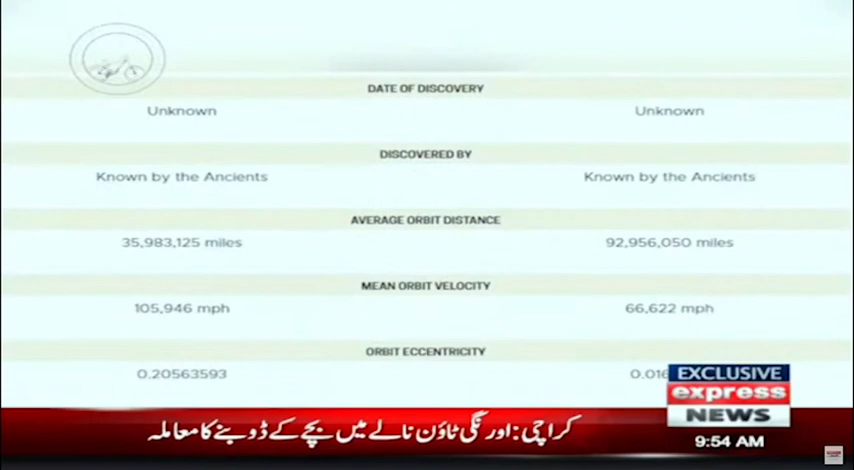 DATE OF DISCOVERY
Unknown Unknown
DISCOVERED BY
Known by the Ancients Known by the Ancients
AVERAGE ORBIT DISTANCE
35,983,125 miles 92,956,050 miles
MEAN ORBIT VELOCITY
105,946 mph 66,622 mph
ORBIT ECCENTRICITY
0.20563593 0.016
EXCLUSIVE
express
NEWS
9:54 AM
کراچی: اورنگی ٹاؤن نالے میں بچے کے ڈوبنے کا معاملہ